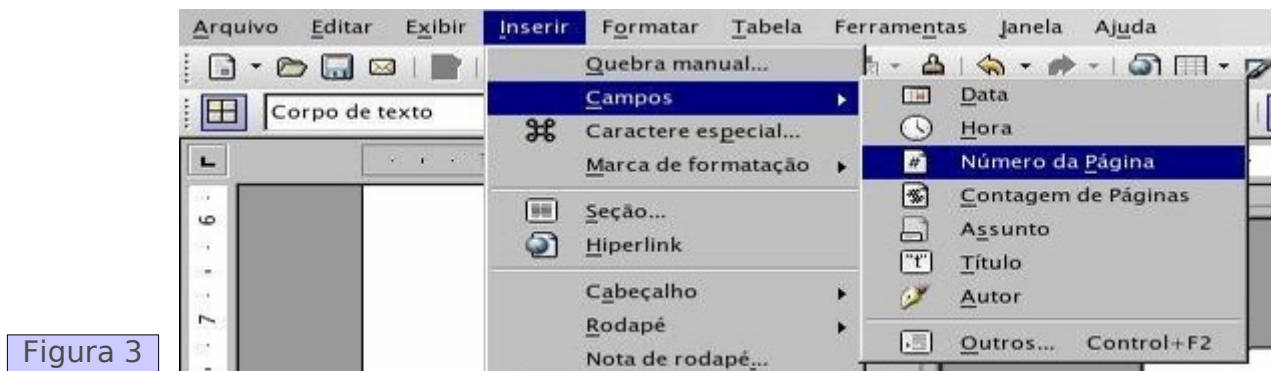 Arquivo Editar Exibir Inserir Formatar Tabela Ferramentas Janela Ajuda
Quebra manual...
Corpo de texto
Campos
Caractere especial...
Marca de formatação
Seção...
Hiperlink
Cabeçalho
Rodapé
Nota de rodapé...
Data
Hora
Número da Página
Contagem de Páginas
Assunto
Título
Autor
Outros... Control+F2
6
7
Figura 3